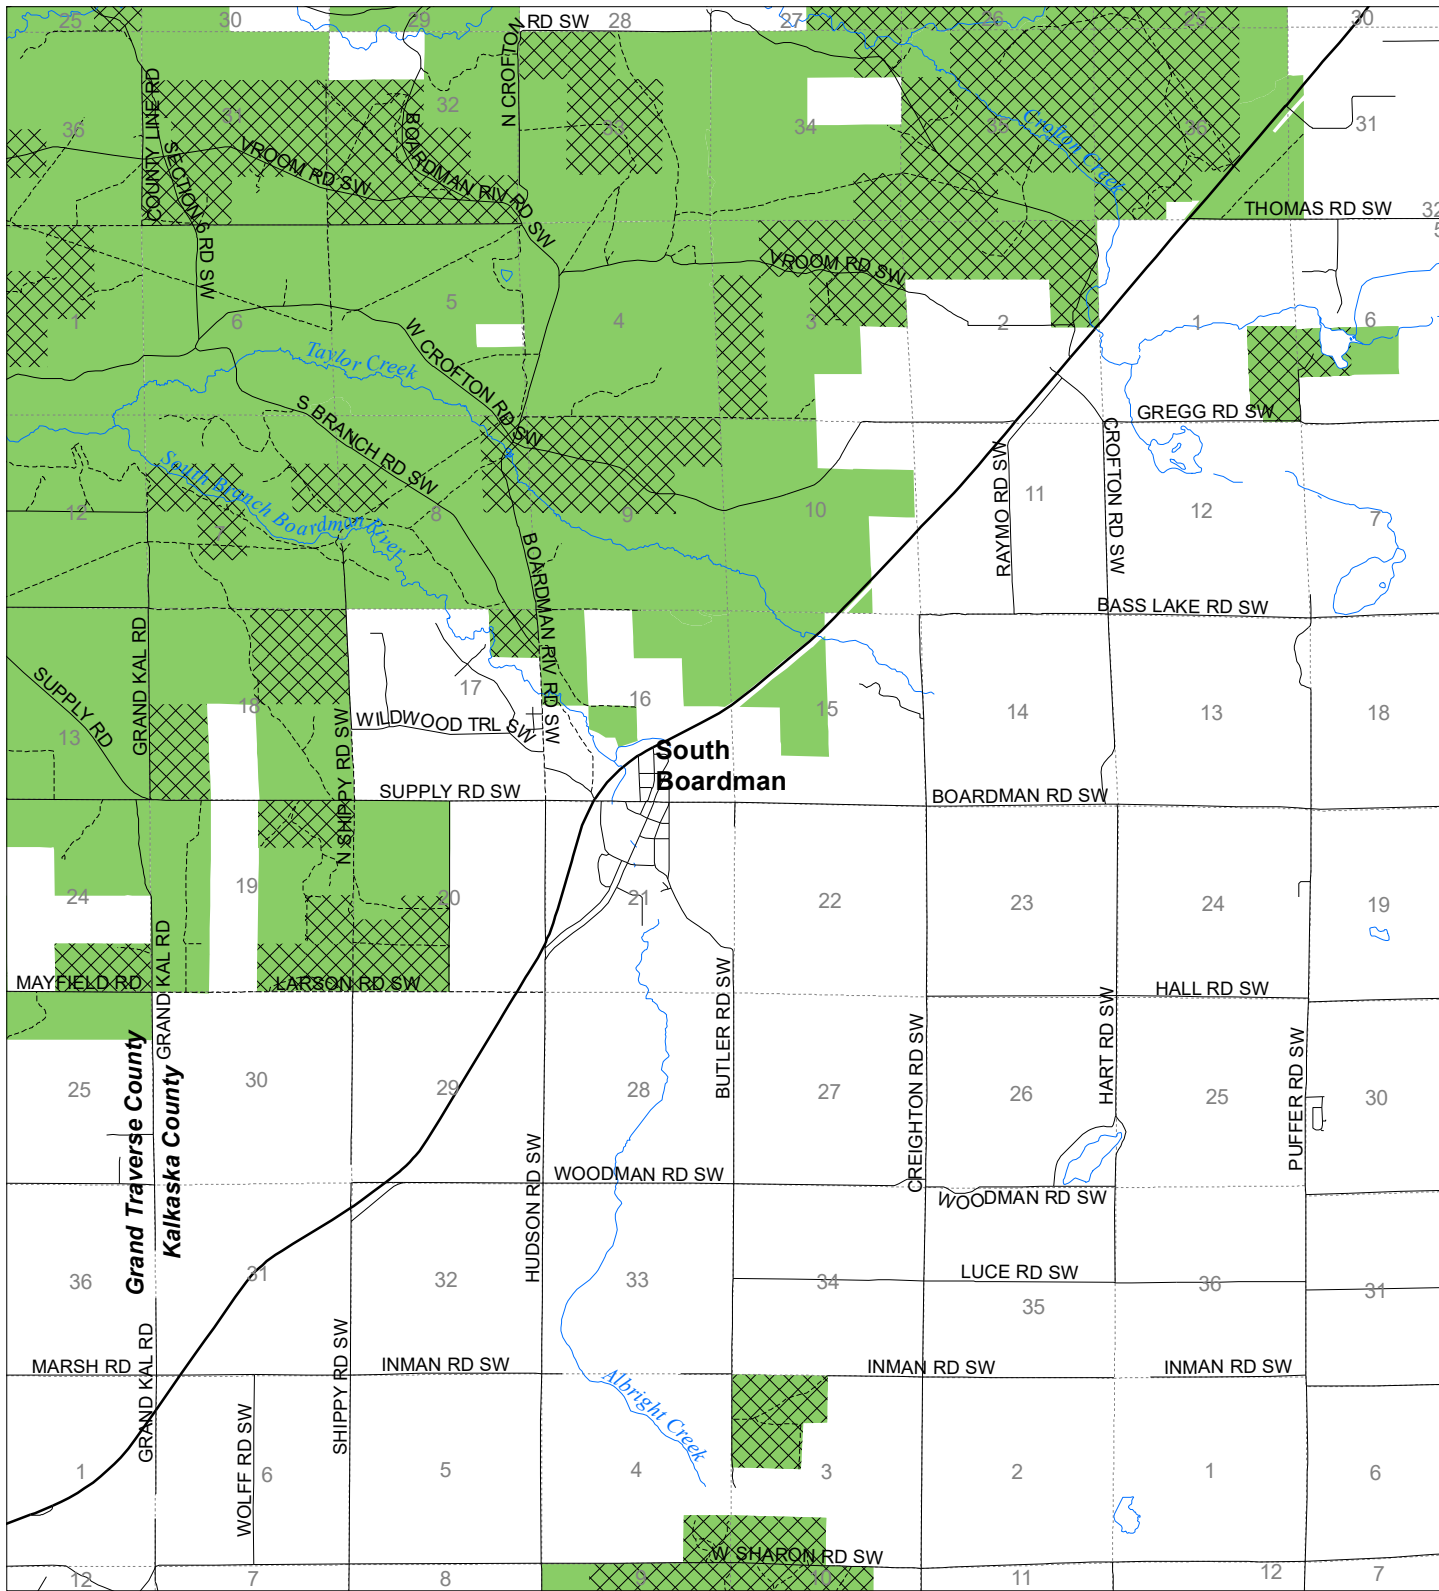 25
30
29
RD SW
28
27
26
25
30
N CROFTON
COUNTY LINE RD
36
31
32
33
34
35
36
31
Crofton Creek
SECTION 6 RD SW
VROOM RD SW
BOARDMAN RIV RD SW
THOMAS RD SW
32
5
VROOM RD SW
1
6
5
4
3
2
1
6
Taylor Creek
W CROFTON RD SW
S BRANCH RD SW
GREGG RD SW
CROFTON RD SW
RAYMO RD SW
South Branch Boardman River
12
7
8
9
10
11
12
7
BOARDMAN RIV RD SW
BASS LAKE RD SW
GRAND KAL RD
SUPPLY RD
13
18
17
16
15
14
13
18
N SHIPPY RD SW
WILDWOOD TRL SW
South
Boardman
SUPPLY RD SW
BOARDMAN RD SW
24
19
20
21
22
23
24
19
MAYFIELD RD
GRAND KAL RD
LARSON RD SW
BUTLER RD SW
HALL RD SW
CREIGHTON RD SW
HART RD SW
PUFFER RD SW
Grand Traverse County
Kalkaska County
25
30
29
28
27
26
25
30
HUDSON RD SW
WOODMAN RD SW
WOODMAN RD SW
36
31
32
33
34
LUCE RD SW
35
36
31
MARSH RD
GRAND KAL RD
SHIPPY RD SW
INMAN RD SW
INMAN RD SW
INMAN RD SW
Albright Creek
WOLFF RD SW
1
6
5
4
3
2
1
6
W SHARON RD SW
12
7
8
9
10
11
12
7